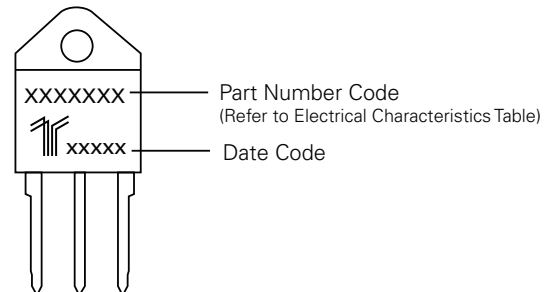 XXXXXXX
Part Number Code
(Refer to Electrical Characteristics Table)
xxxxx
Date Code